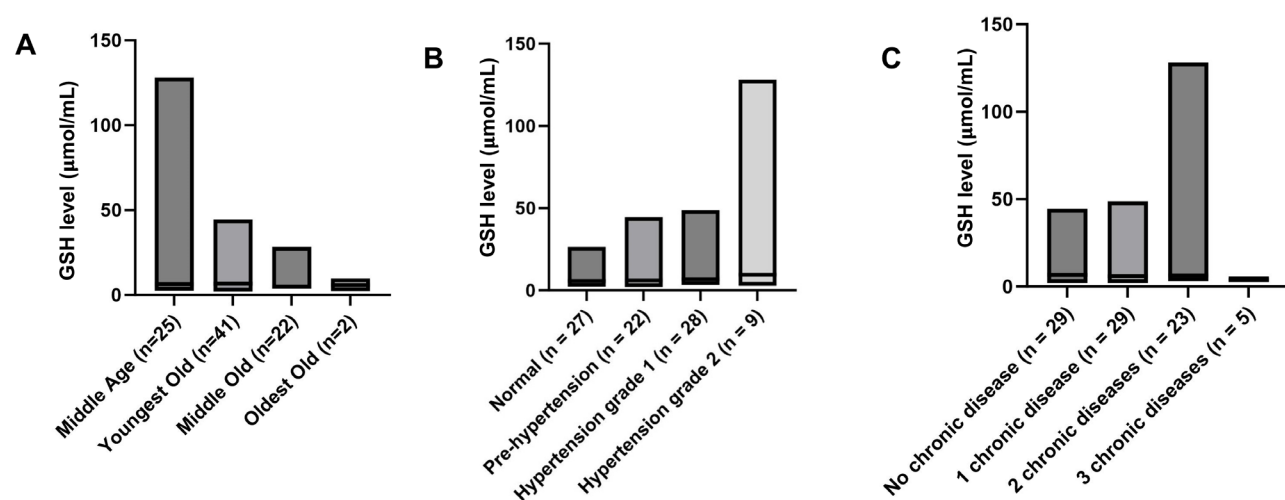 A
GSH level (µmol/mL)
150
100
50
0
Middle Age (n=25)
Youngest Old (n=41)
Middle Old (n=22)
Oldest Old (n=2)
B
GSH level (µmol/mL)
150
100
50
0
Normal (n = 27)
Pre-hypertension (n = 22)
Hypertension grade 1 (n = 28)
Hypertension grade 2 (n = 9)
C
GSH level (µmol/mL)
150
100
50
0
No chronic disease (n = 29)
1 chronic disease (n = 29)
2 chronic diseases (n = 23)
3 chronic diseases (n = 5)